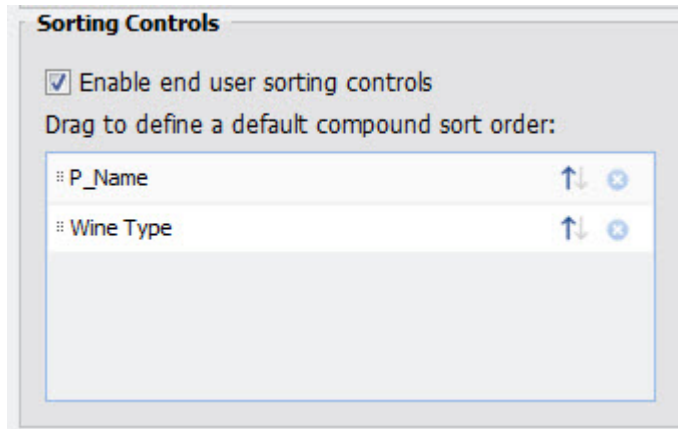 Sorting Controls
Enable end user sorting controls
Drag to define a default compound sort order:
P_Name
Wine Type